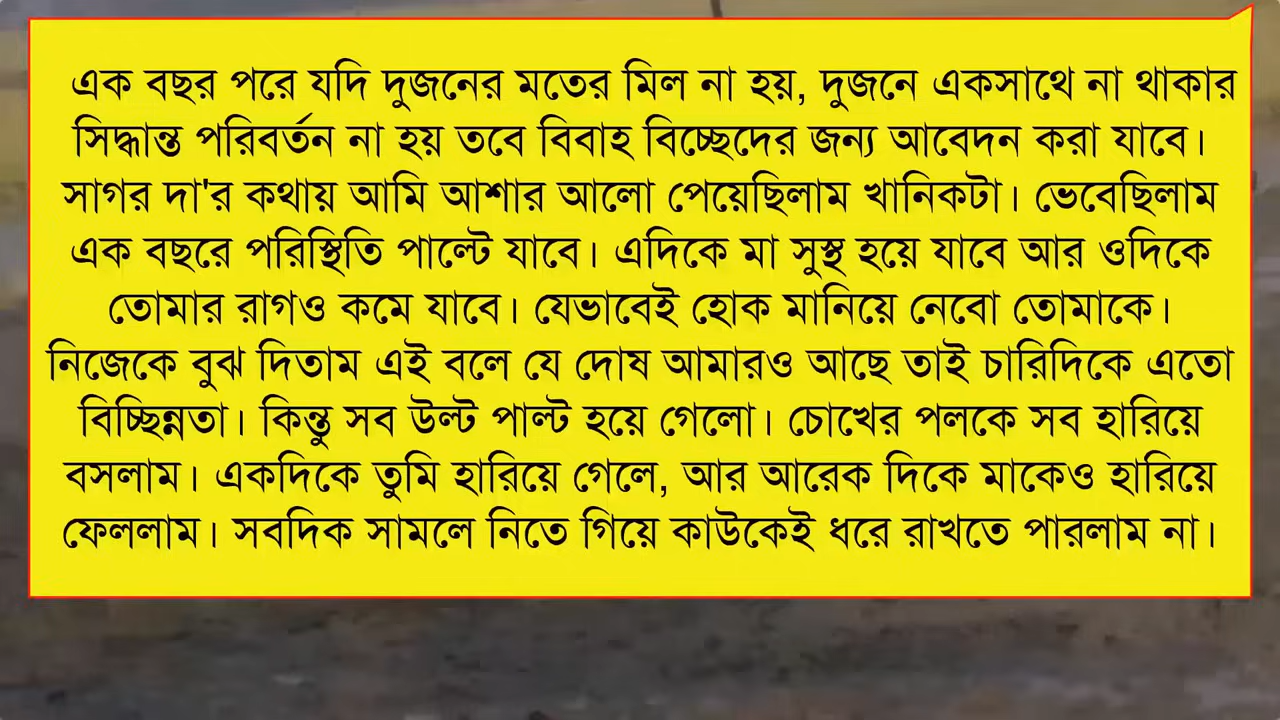 এক বছর পরে যদি দুজনের মতের মিল না হয়, দুজনে একসাথে না থাকার
সিদ্ধান্ত পরিবর্তন না হয় তবে বিবাহ বিচ্ছেদের জন্য আবেদন করা যাবে।
সাগর দা'র কথায় আমি আশার আলো পেয়েছিলাম খানিকটা। ভেবেছিলাম
এক বছরে পরিস্থিতি পাল্টে যাবে। এদিকে মা সুস্থ হয়ে যাবে আর ওদিকে
তোমার রাগও কমে যাবে। যেভাবেই হোক মানিয়ে নেবো তোমাকে।
নিজেকে বুঝ দিতাম এই বলে যে দোষ আমারও আছে তাই চারিদিকে এতো
বিচ্ছিন্নতা। কিন্তু সব উল্ট পাল্ট হয়ে গেলো। চোখের পলকে সব হারিয়ে
বসলাম। একদিকে তুমি হারিয়ে গেলে, আর আরেক দিকে মাকেও হারিয়ে
ফেললাম। সবদিক সামলে নিতে গিয়ে কাউকেই ধরে রাখতে পারলাম না।